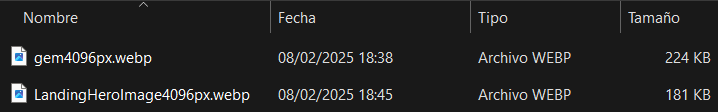 Nombre Fecha Tipo Tamaño
gem4096px.webp 08/02/2025 18:38 Archivo WEBP 224 KB
LandingHeroImage4096px.webp 08/02/2025 18:45 Archivo WEBP 181 KB